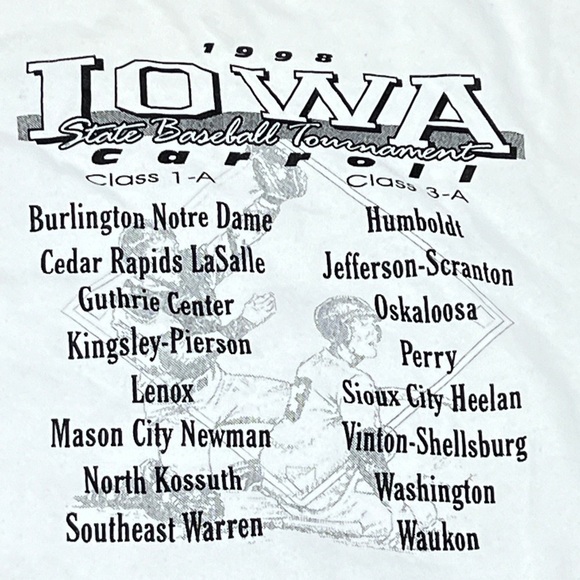 1998
IOWA
State Baseball Tournament
Carroll
Class 1-A
Burlington Notre Dame
Cedar Rapids LaSalle
Guthrie Center
Kingsley-Pierson
Lenox
Mason City Newman
North Kossuth
Southeast Warren
Class 3-A
Humboldt
Jefferson-Scranton
Oskaloosa
Perry
Sioux City Heelan
Vinton-Shellsburg
Washington
Waukon